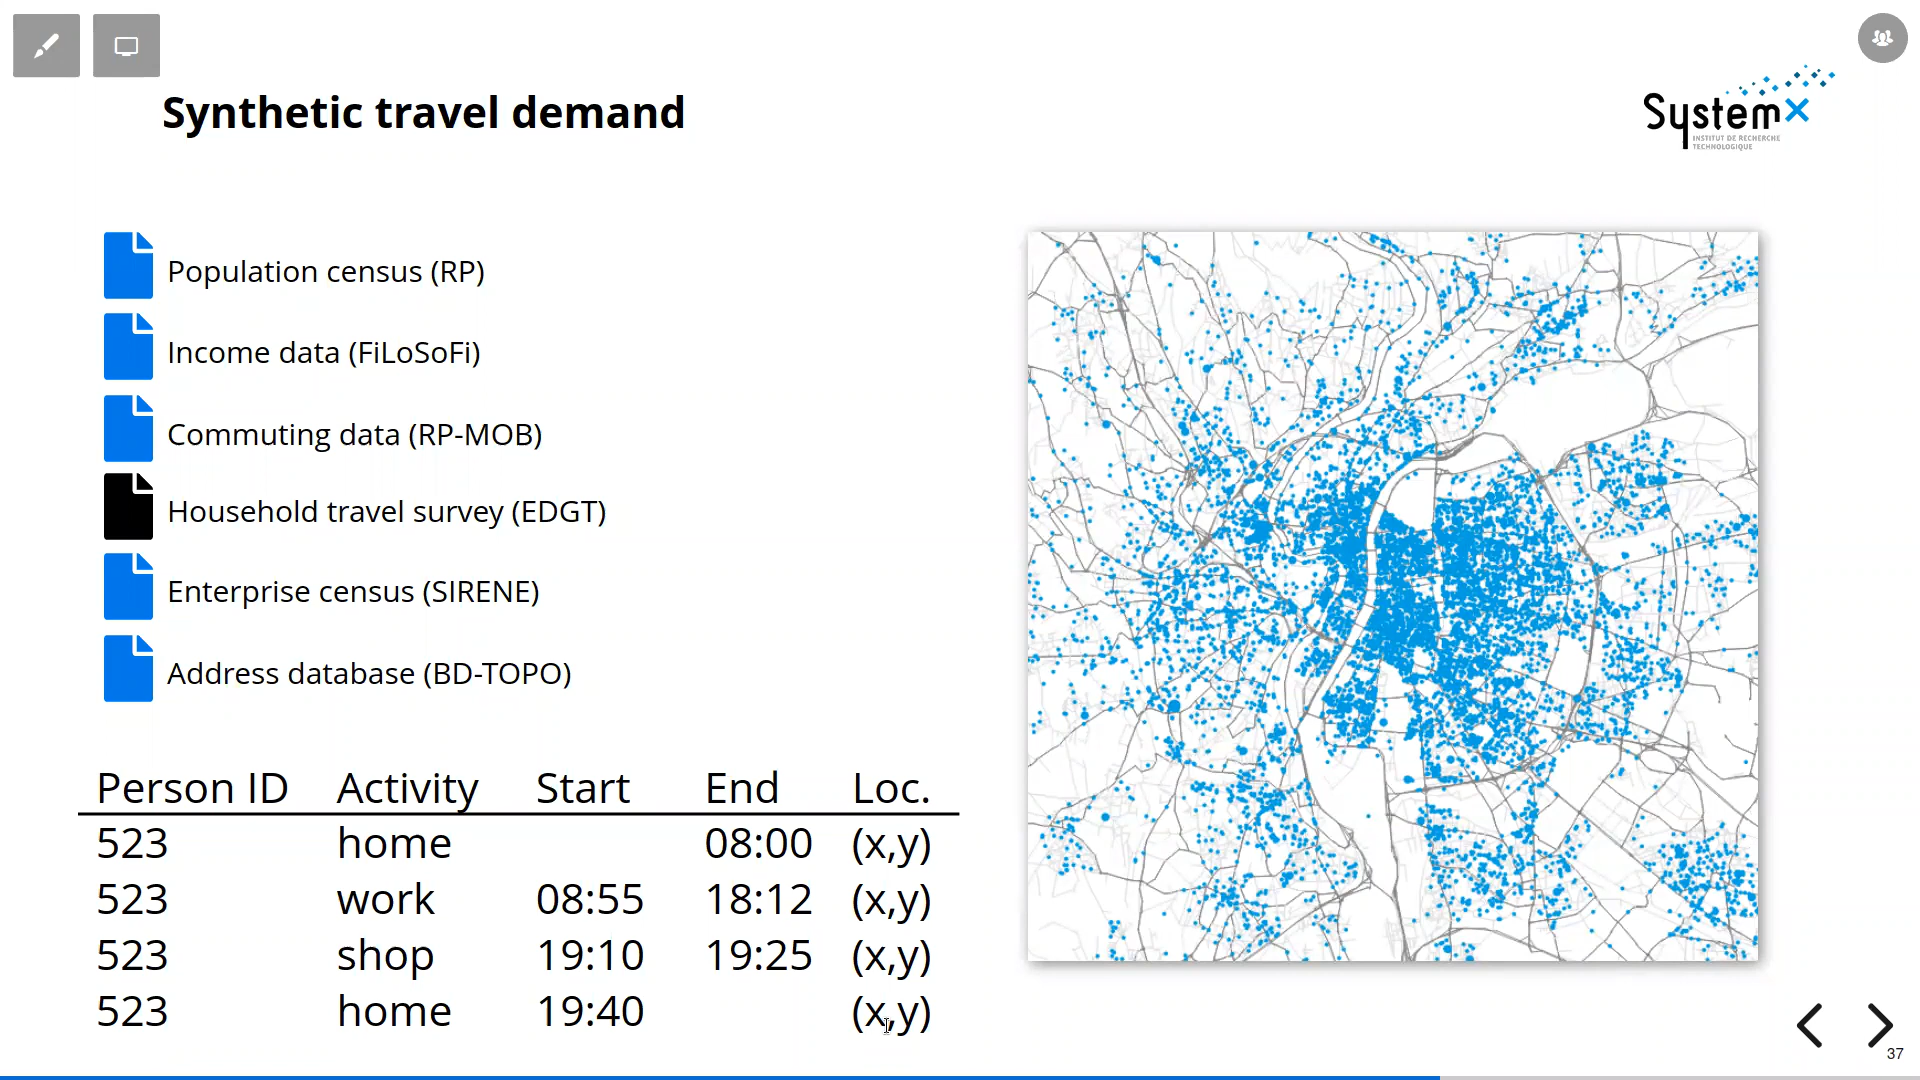 Synthetic travel demand
SystemX
INSTITUT DE RECHERCHE
TECHNOLOGIQUE
Population census (RP)
Income data (FiLoSoFi)
Commuting data (RP-MOB)
Household travel survey (EDGT)
Enterprise census (SIRENE)
Address database (BD-TOPO)
Person ID Activity Start End Loc.
523 home 08:00 (x,y)
523 work 08:55 18:12 (x,y)
523 shop 19:10 19:25 (x,y)
523 home 19:40 (x,y)
37